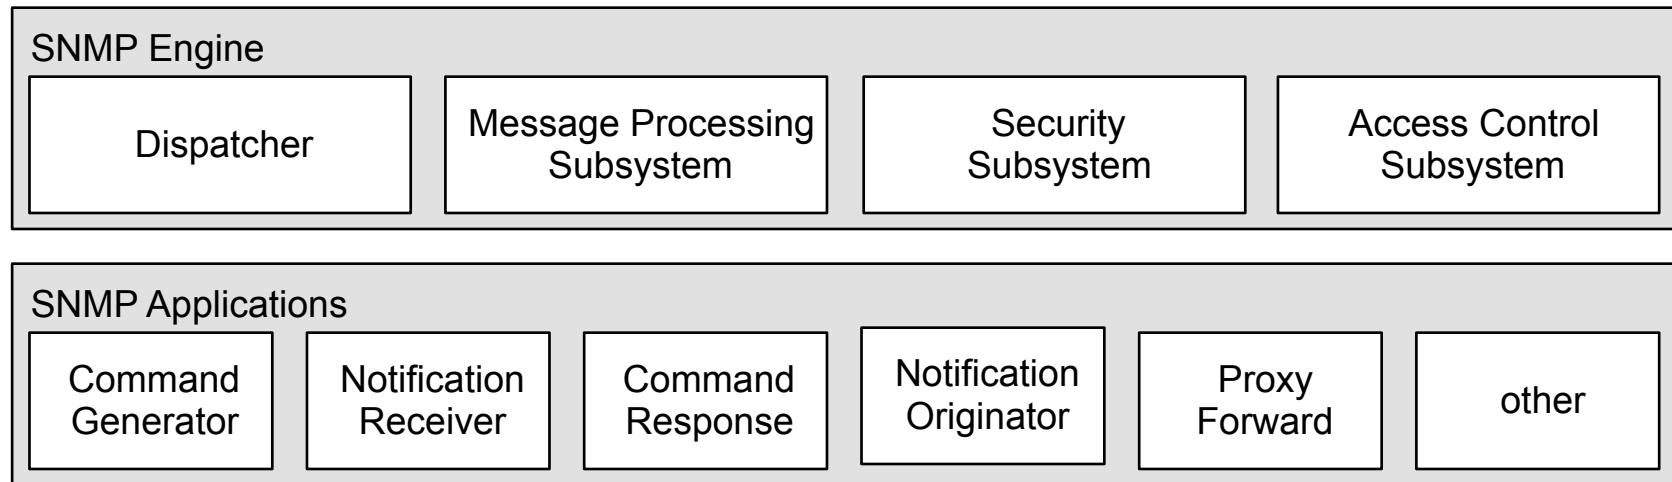 SNMP Engine
Dispatcher
Message Processing
Subsystem
Security
Subsystem
Access Control
Subsystem
SNMP Applications
Command
Generator
Notification
Receiver
Command
Response
Notification
Originator
Proxy
Forward
other